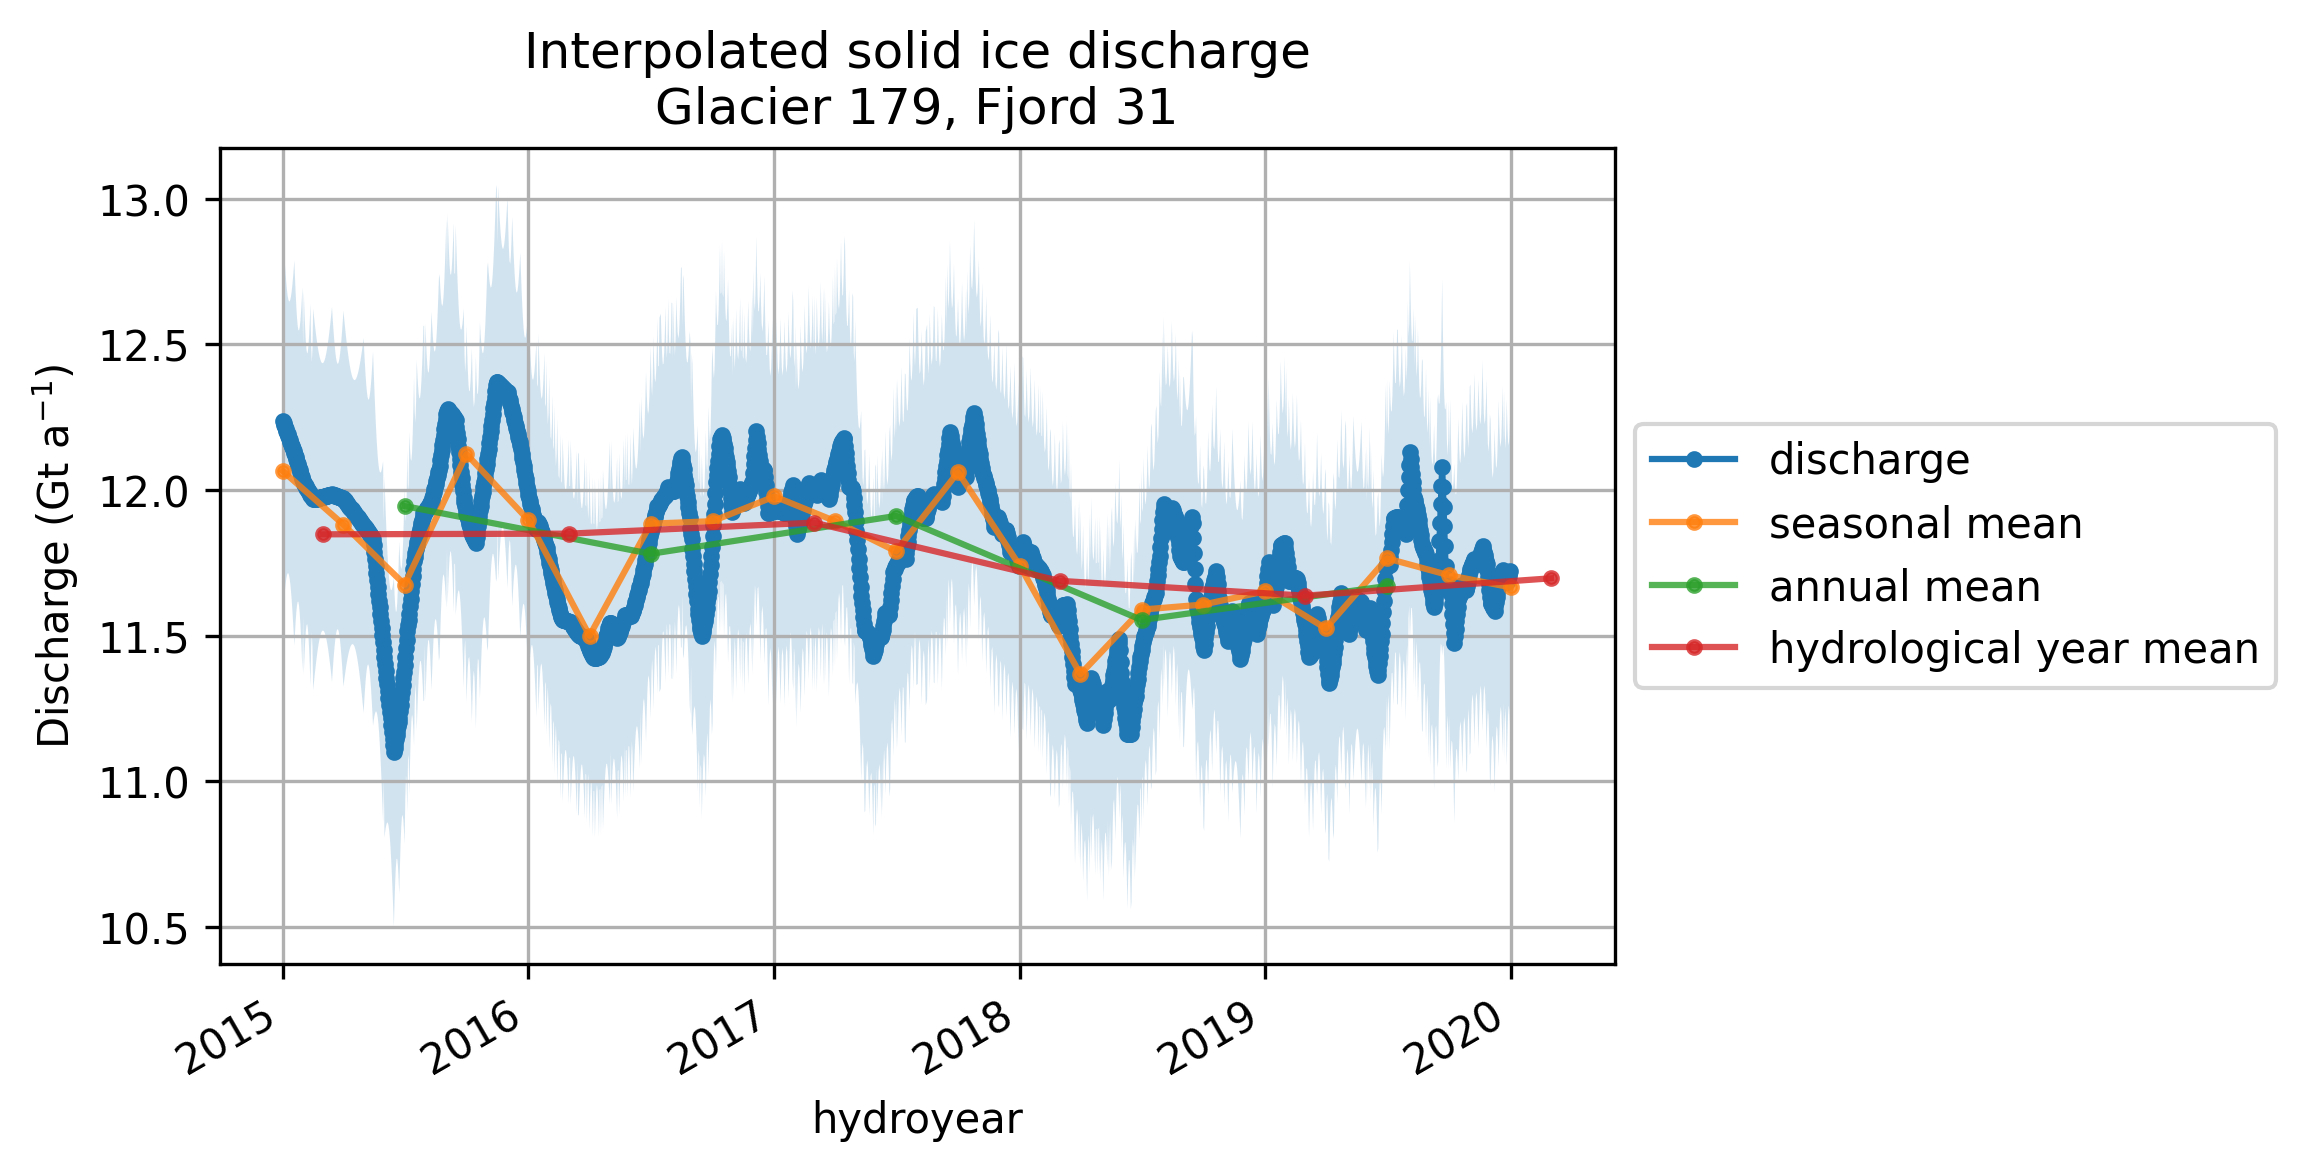 Interpolated solid ice discharge
Glacier 179, Fjord 31
Discharge (Gt a⁻¹)
13.0
12.5
12.0
11.5
11.0
10.5
2015
2016
2017
2018
2019
2020
hydroyear
discharge
seasonal mean
annual mean
hydrological year mean